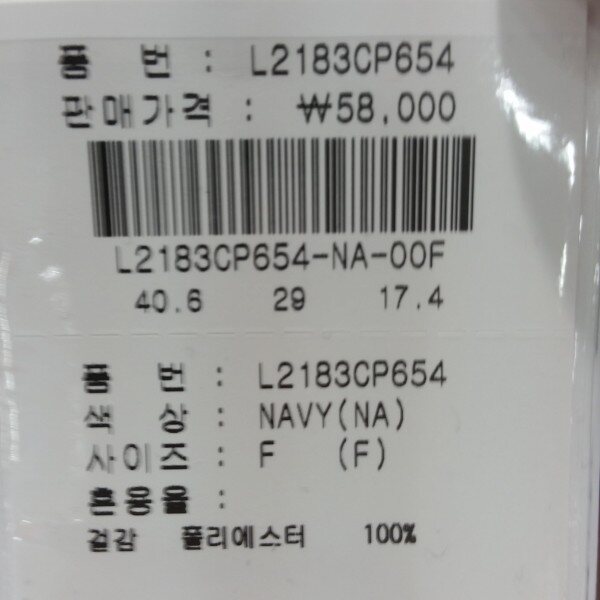 품 번 : L2183CP654
판매가격 : ₩58,000
L2183CP654-NA-00F
40.6 29 17.4
품 번 : L2183CP654
색 상 : NAVY(NA)
사이즈 : F (F)
혼용율 :
겉감 폴리에스터 100%